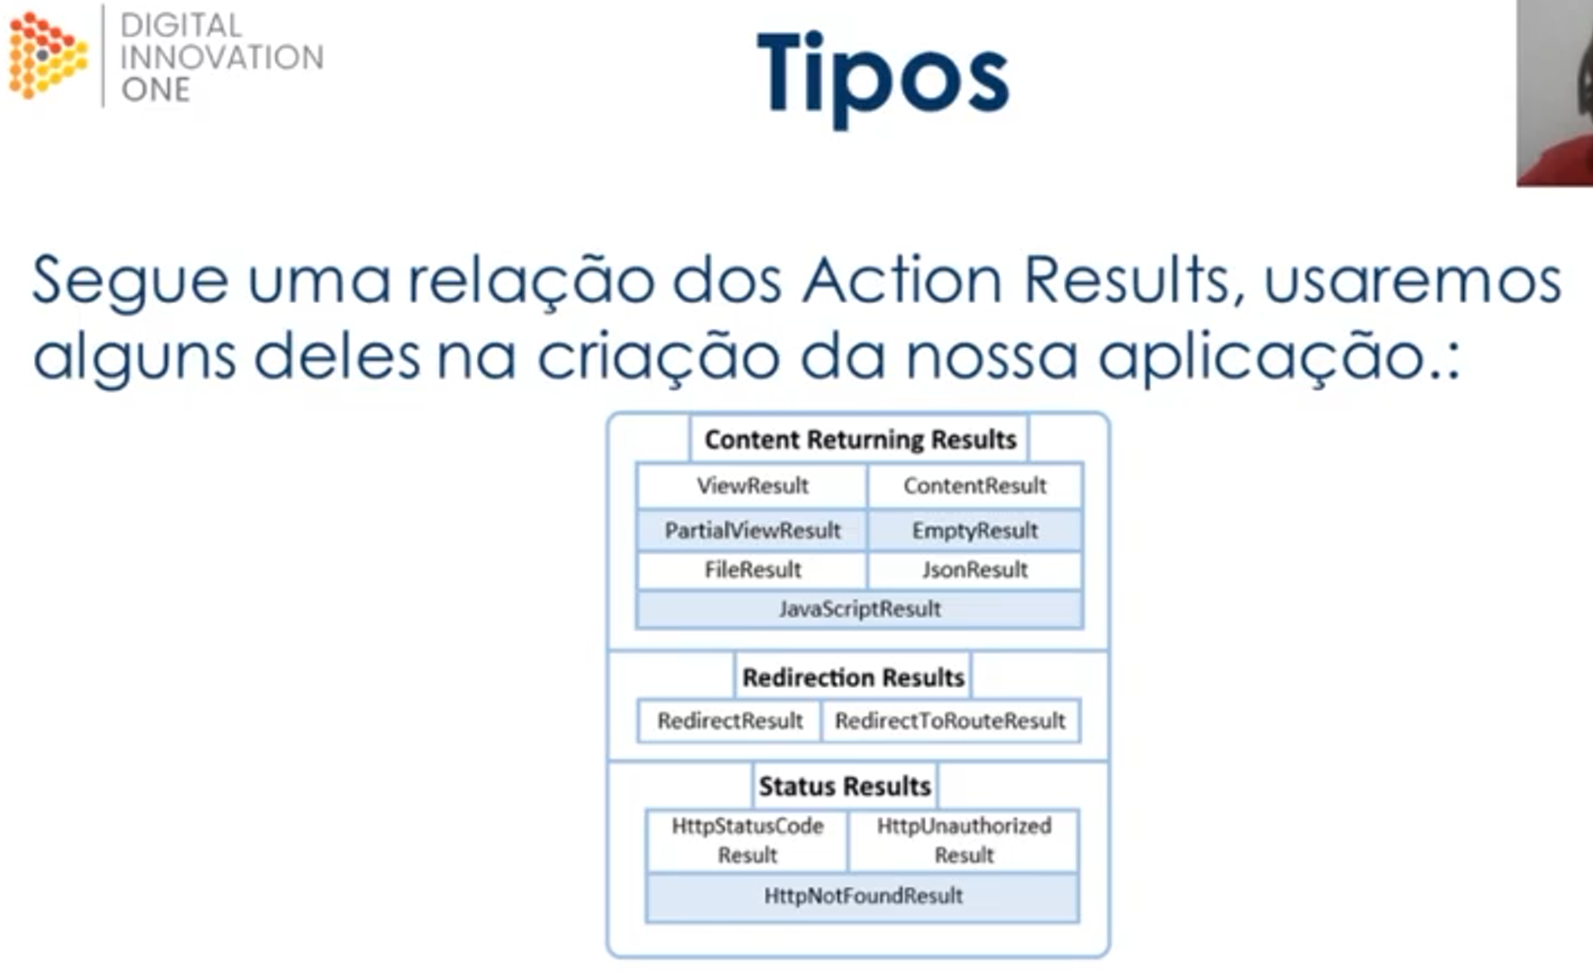 DIGITAL
INNOVATION
ONE
Tipos
Segue uma relação dos Action Results, usaremos
alguns deles na criação da nossa aplicação.:
Content Returning Results
ViewResult ContentResult
PartialViewResult EmptyResult
FileResult JsonResult
JavaScriptResult
Redirection Results
RedirectResult RedirectToRouteResult
Status Results
HttpStatusCode HttpUnauthorized
Result Result
HttpNotFoundResult